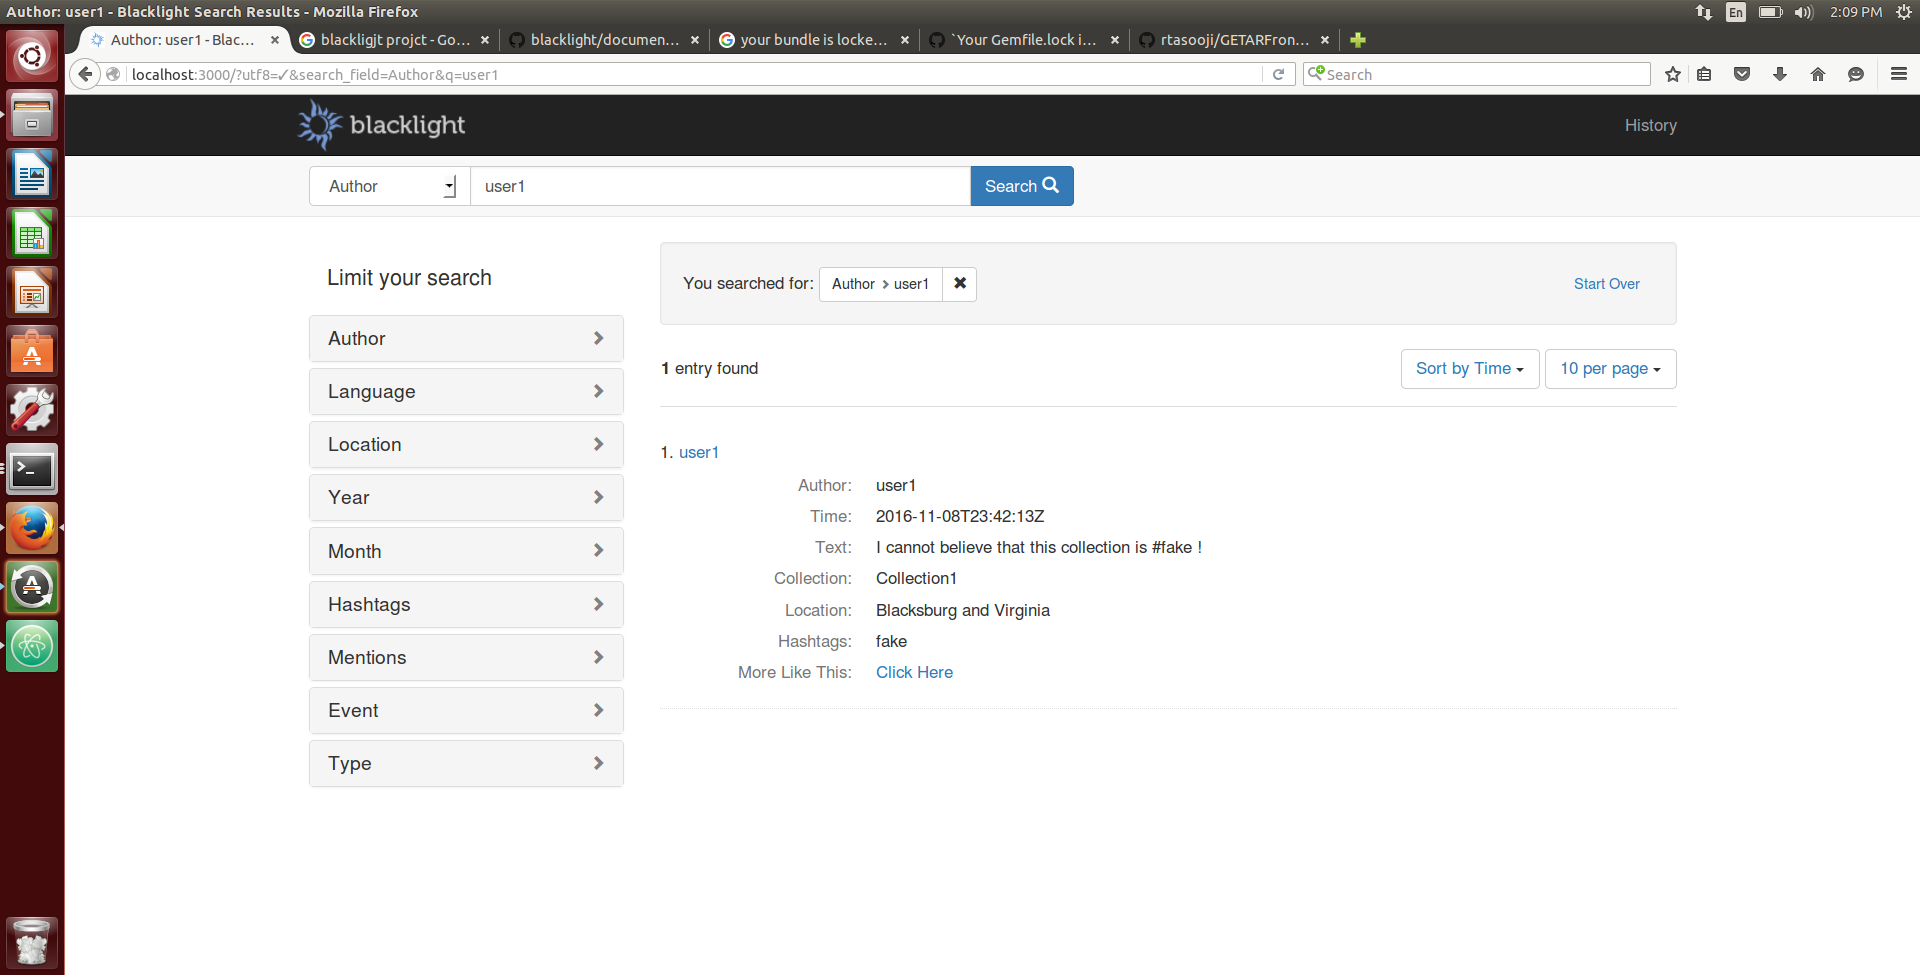 Author: user1 - Blacklight Search Results - Mozilla Firefox
En 2:09 PM
Author: user1 - Blac...
blackligjt projct - Go...
blacklight/documen...
your bundle is locke...
`Your Gemfile.lock i...
rtasooji/GETARFron...
localhost:3000/?utf8=✓&search_field=Author&q=user1
Search
blacklight
History
Author
user1
Search
Limit your search
Author
Language
Location
Year
Month
Hashtags
Mentions
Event
Type
You searched for: Author user1
Start Over
1 entry found
Sort by Time
10 per page
1. user1
Author: user1
Time: 2016-11-08T23:42:13Z
Text: I cannot believe that this collection is #fake !
Collection: Collection1
Location: Blacksburg and Virginia
Hashtags: fake
More Like This: Click Here